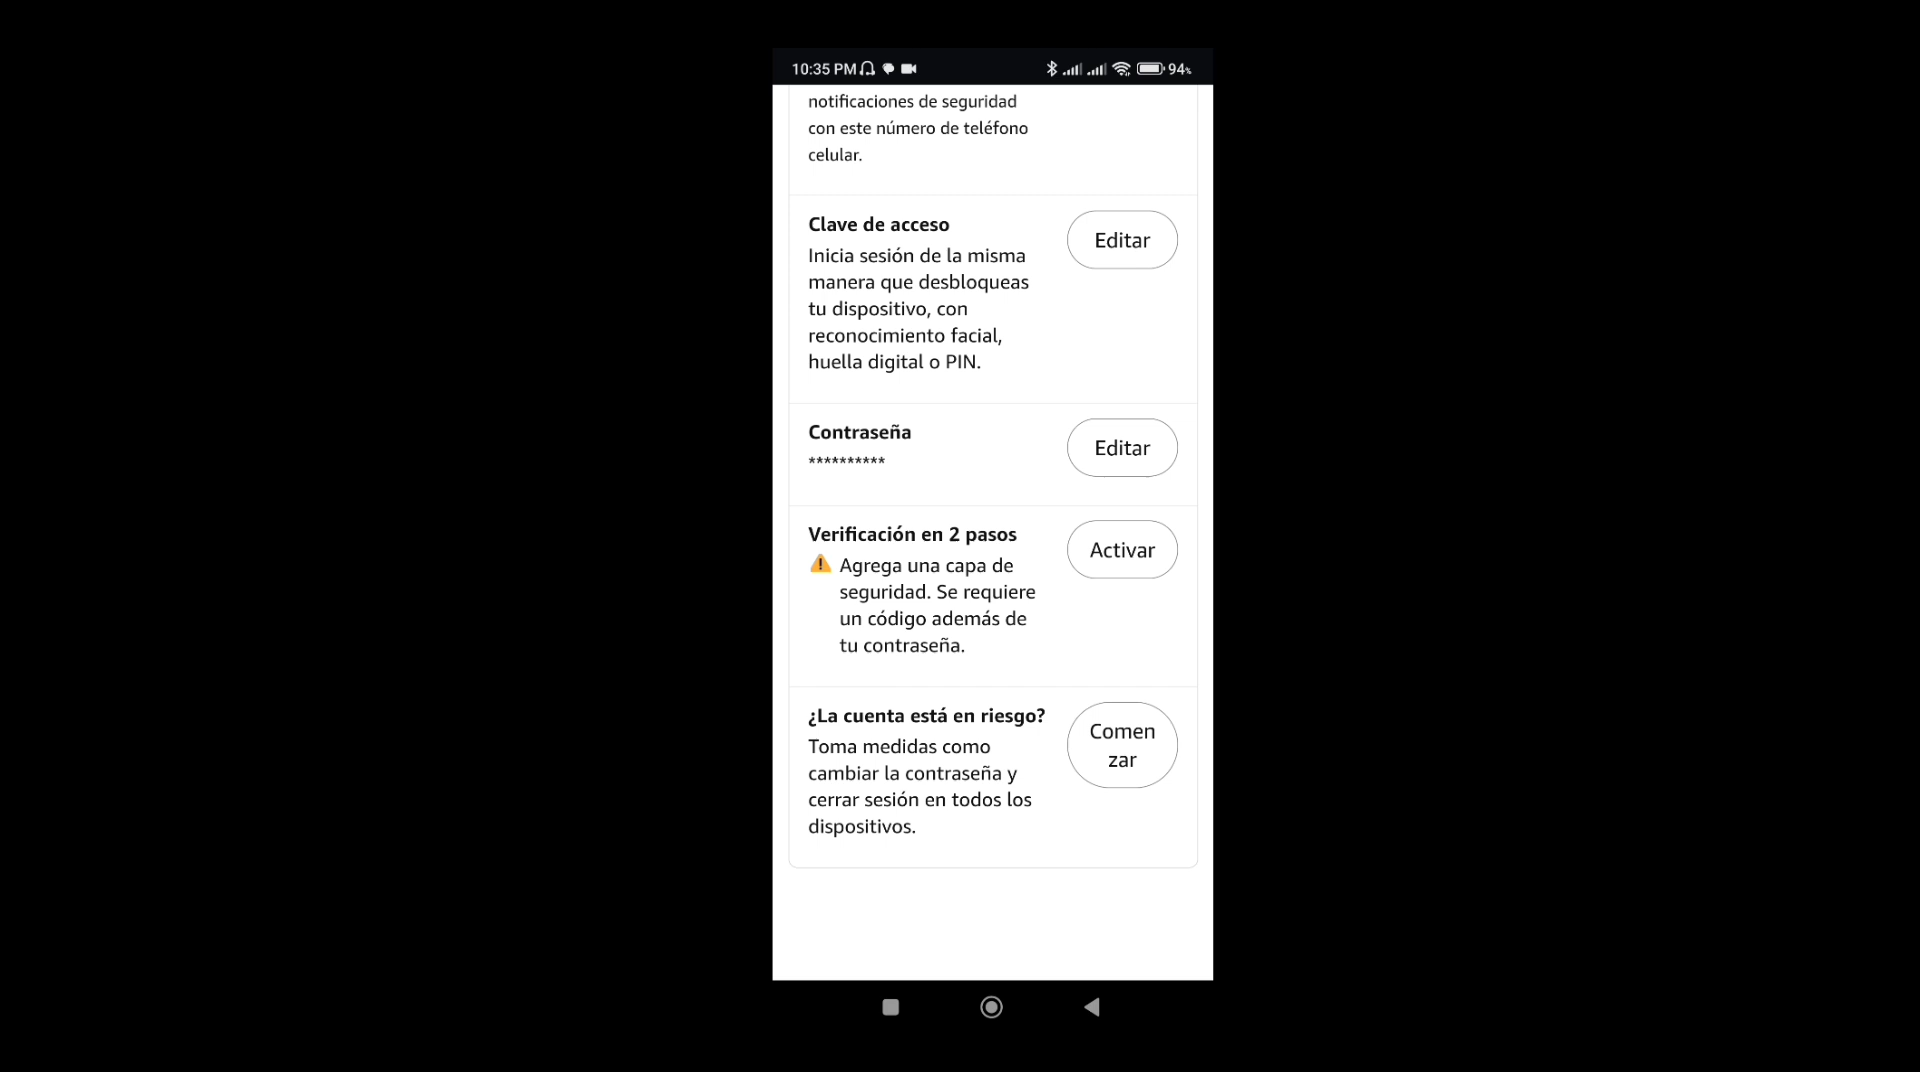 10:35 PM 94%
notificaciones de seguridad
con este número de teléfono
celular.
Clave de acceso
Editar
Inicia sesión de la misma
manera que desbloqueas
tu dispositivo, con
reconocimiento facial,
huella digital o PIN.
Contraseña
Editar
**********
Verificación en 2 pasos
Activar
Agrega una capa de
seguridad. Se requiere
un código además de
tu contraseña.
¿La cuenta está en riesgo?
Comen
zar
Toma medidas como
cambiar la contraseña y
cerrar sesión en todos los
dispositivos.